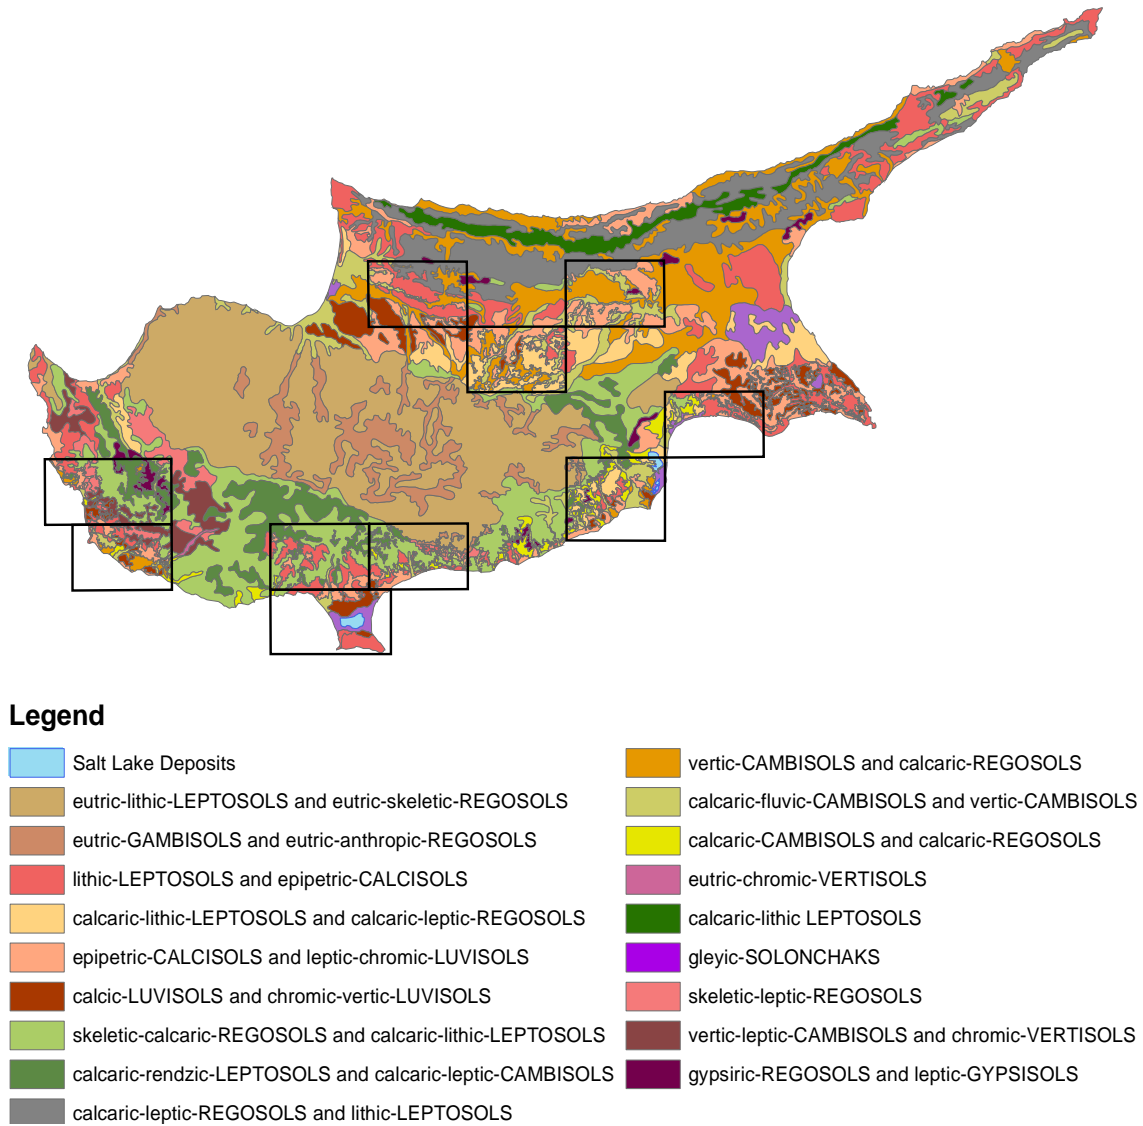 Legend
Salt Lake Deposits
eutric-lithic-LEPTOSOLS and eutric-skeletic-REGOSOLS
eutric-GAMBISOLS and eutric-anthropic-REGOSOLS
lithic-LEPTOSOLS and epipetric-CALCISOLS
calcaric-lithic-LEPTOSOLS and calcaric-leptic-REGOSOLS
epipetric-CALCISOLS and leptic-chromic-LUVISOLS
calcic-LUVISOLS and chromic-vertic-LUVISOLS
skeletic-calcaric-REGOSOLS and calcaric-lithic-LEPTOSOLS
calcaric-rendzic-LEPTOSOLS and calcaric-leptic-CAMBISOLS
calcaric-leptic-REGOSOLS and lithic-LEPTOSOLS
vertic-CAMBISOLS and calcaric-REGOSOLS
calcaric-fluvic-CAMBISOLS and vertic-CAMBISOLS
calcaric-CAMBISOLS and calcaric-REGOSOLS
eutric-chromic-VERTISOLS
calcaric-lithic LEPTOSOLS
gleyic-SOLONCHAKS
skeletic-leptic-REGOSOLS
vertic-leptic-CAMBISOLS and chromic-VERTISOLS
gypsiric-REGOSOLS and leptic-GYPSISOLS